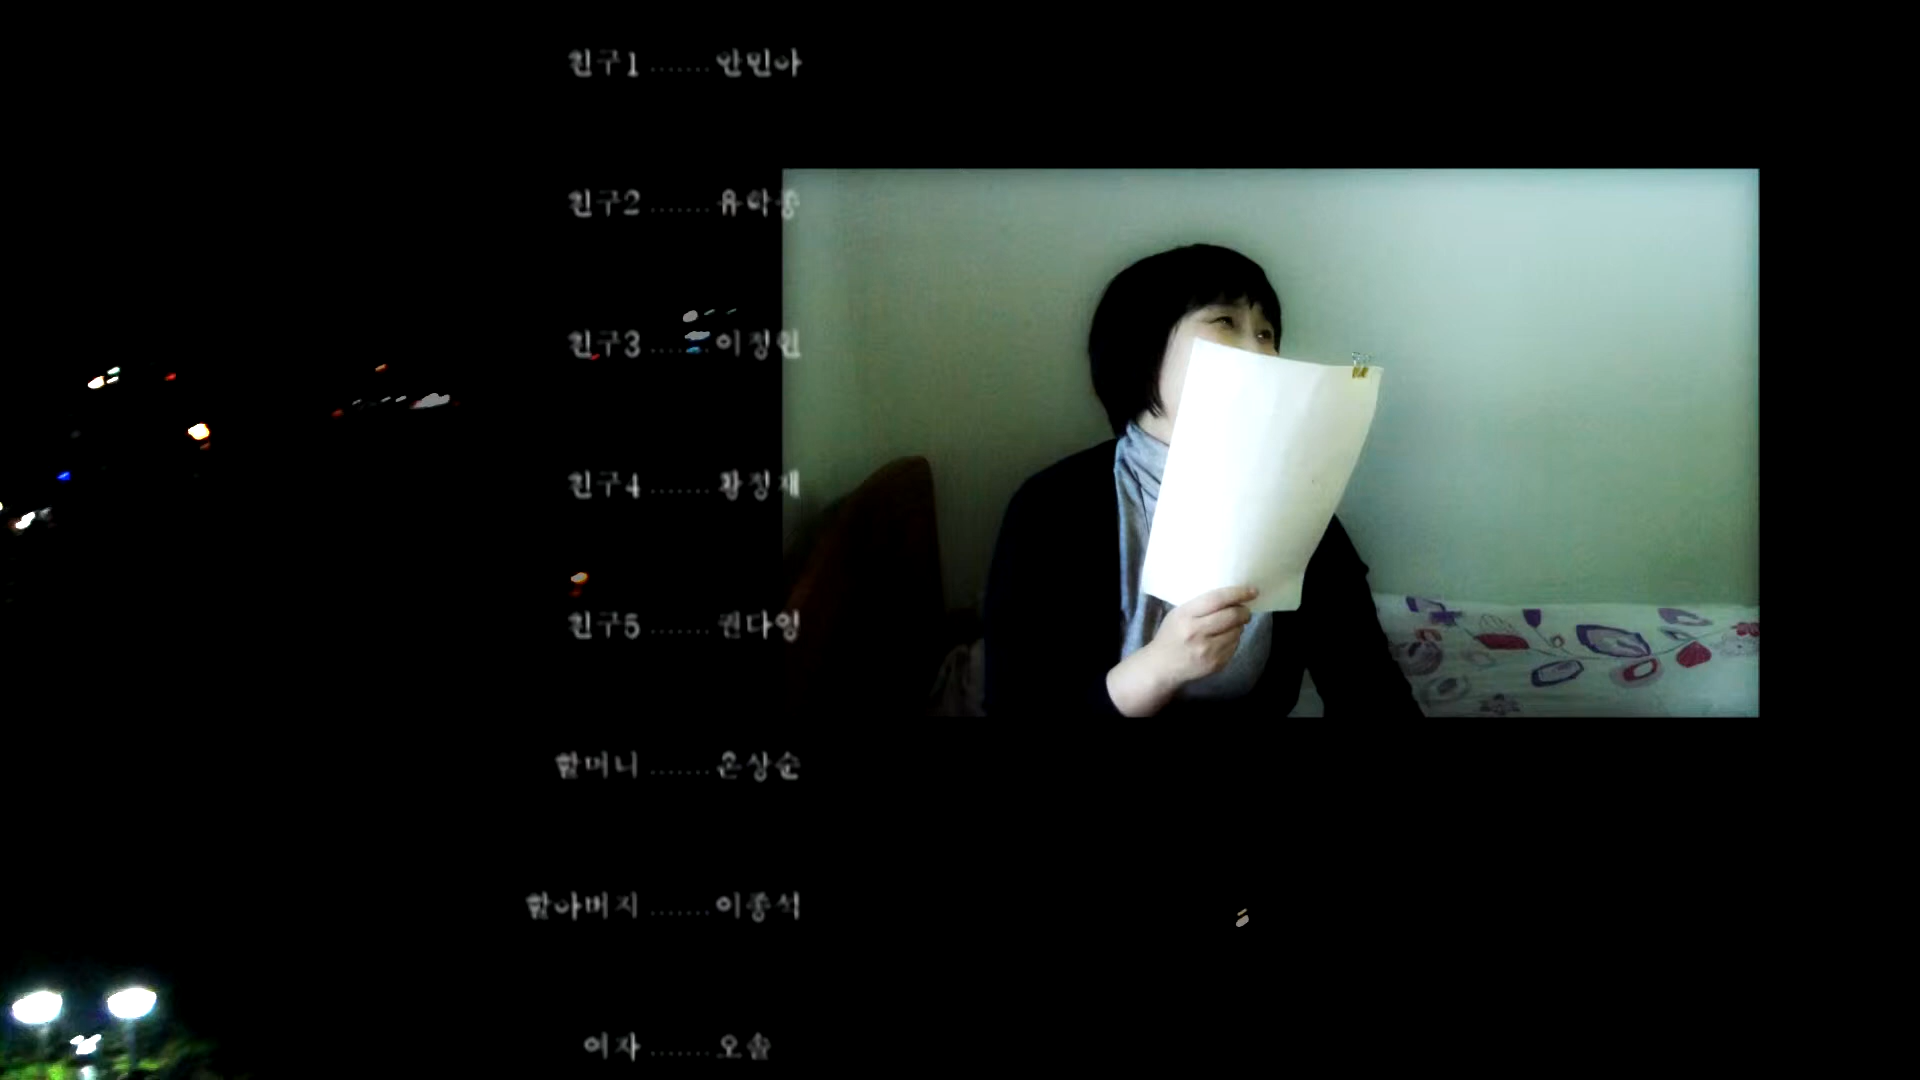 친구1 ....... 안민아
친구2 .......
친구3 ....... 이정원
친구4 ....... 황정재
친구5 ....... 권다잉
할머니 ....... 온상순
할아버지 ....... 이종석
여자 ....... 오솔